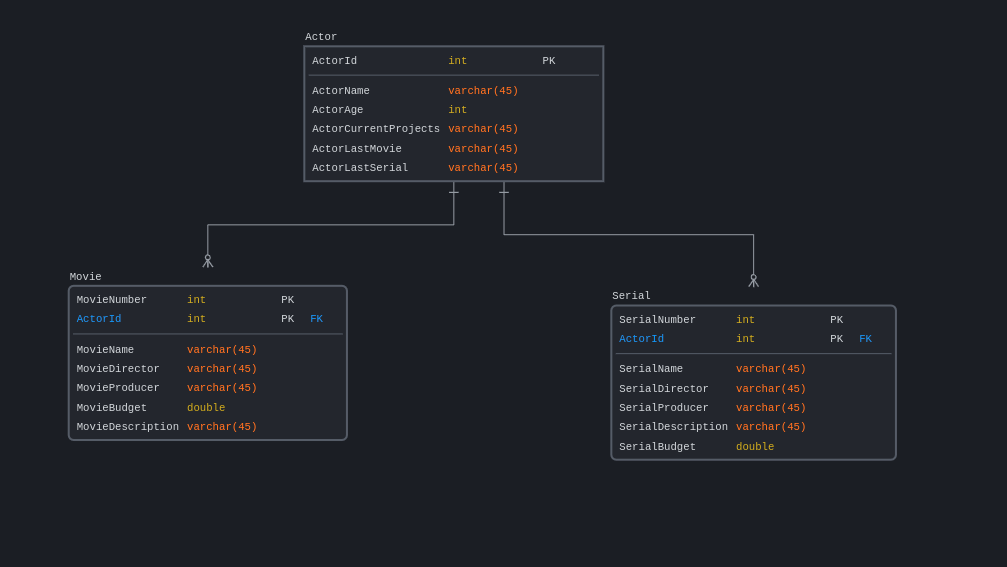 Actor
ActorId int PK
ActorName varchar(45)
ActorAge int
ActorCurrentProjects varchar(45)
ActorLastMovie varchar(45)
ActorLastSerial varchar(45)
Movie
MovieNumber int PK
ActorId int PK FK
MovieName varchar(45)
MovieDirector varchar(45)
MovieProducer varchar(45)
MovieBudget double
MovieDescription varchar(45)
Serial
SerialNumber int PK
ActorId int PK FK
SerialName varchar(45)
SerialDirector varchar(45)
SerialProducer varchar(45)
SerialDescription varchar(45)
SerialBudget double